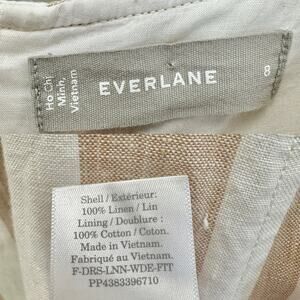 Ho Chi
Minh,
Vietnam
EVERLANE
8
Shell / Extérieur:
100% Linen / Lin
Lining / Doublure :
100% Cotton / Coton.
Made in Vietnam.
Fabriqué au Vietnam.
F-DRS-LNN-WDE-FIT
PP4383396710